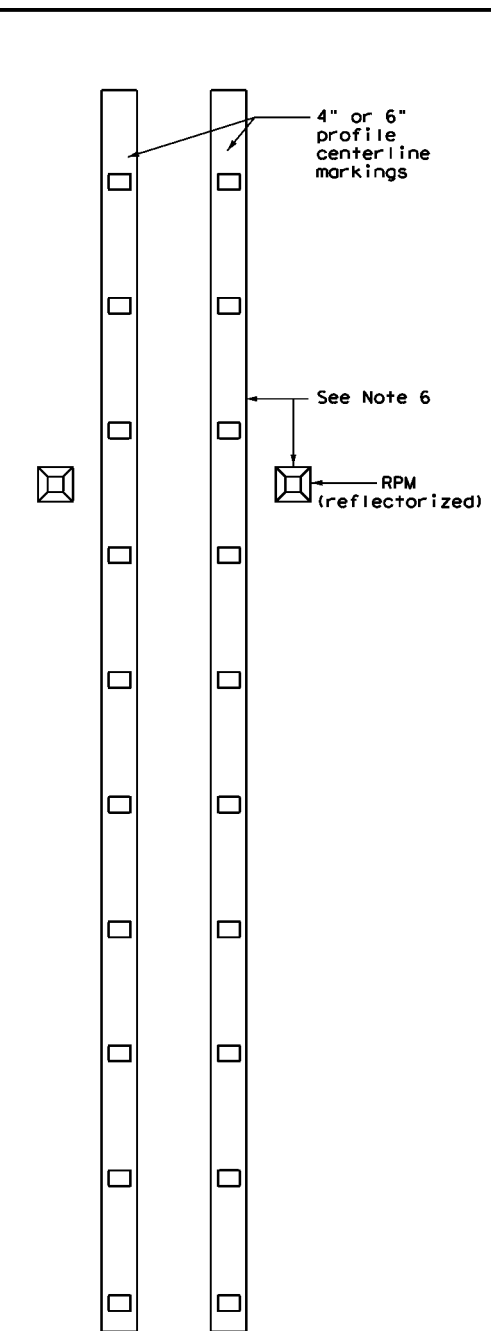 4" or 6"
profile
centerline
markings
See Note 6
RPM
(reflectorized)